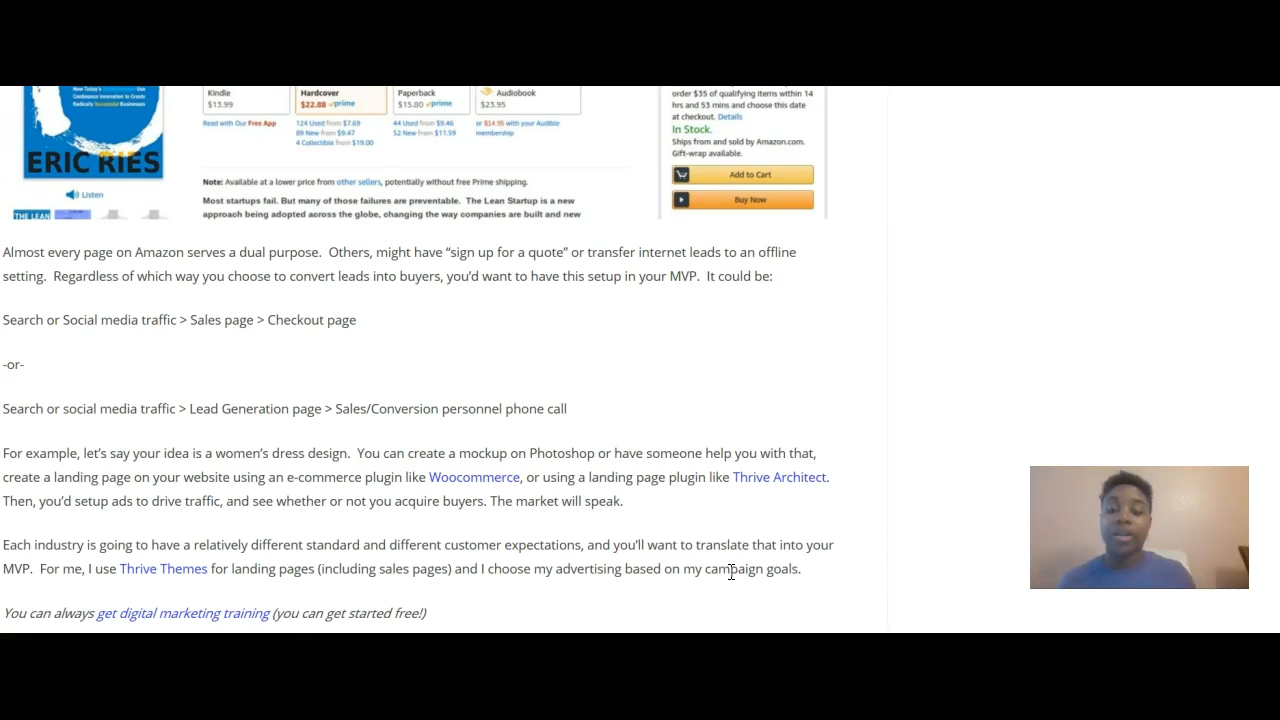 New Today's Entrepreneurs Use
Continuous Innovation to Create
Radically Successful Businesses
ERIC RIES
Listen
THE LEAN
Kindle
$13.99
Hardcover
$22.88 prime
Paperback
$15.80 prime
Audiobook
$23.95
Read with Our Free App
124 Used from $7.69
89 New from $9.47
4 Collectible from $19.00
44 Used from $9.46
52 New from $11.59
or $14.95 with your Audible
membership
Note: Available at a lower price from other sellers, potentially without free Prime shipping.
Most startups fail. But many of those failures are preventable. The Lean Startup is a new
approach being adopted across the globe, changing the way companies are built and new
order $35 of qualifying items within 14
hrs and 53 mins and choose this date
at checkout. Details
In Stock.
Ships from and sold by Amazon.com.
Gift-wrap available.
Add to Cart
Buy Now
Almost every page on Amazon serves a dual purpose. Others, might have “sign up for a quote” or transfer internet leads to an offline
setting. Regardless of which way you choose to convert leads into buyers, you’d want to have this setup in your MVP. It could be:
Search or Social media traffic > Sales page > Checkout page
-or-
Search or social media traffic > Lead Generation page > Sales/Conversion personnel phone call
For example, let’s say your idea is a women’s dress design. You can create a mockup on Photoshop or have someone help you with that,
create a landing page on your website using an e-commerce plugin like Woocommerce, or using a landing page plugin like Thrive Architect.
Then, you’d setup ads to drive traffic, and see whether or not you acquire buyers. The market will speak.
Each industry is going to have a relatively different standard and different customer expectations, and you’ll want to translate that into your
MVP. For me, I use Thrive Themes for landing pages (including sales pages) and I choose my advertising based on my campaign goals.
You can always get digital marketing training (you can get started free!)